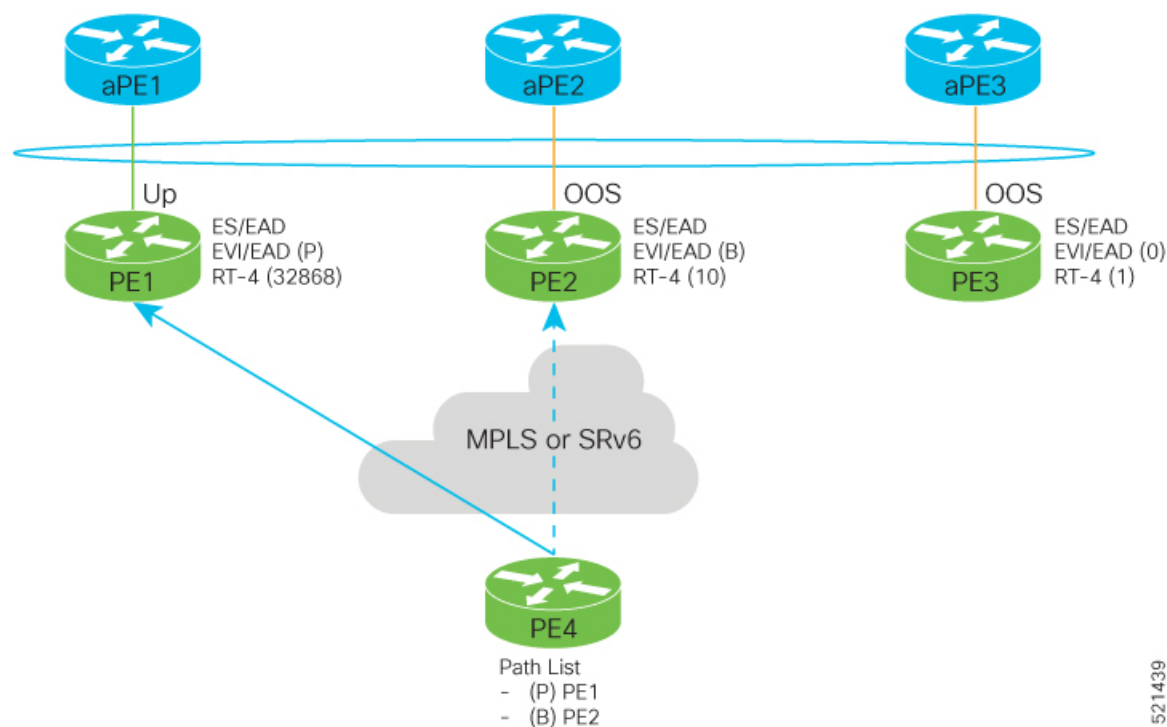 aPE1
aPE2
aPE3
Up
OOS
OOS
ES/EAD
EVI/EAD (P)
RT-4 (32868)
PE1
ES/EAD
EVI/EAD (B)
RT-4 (10)
PE2
ES/EAD
EVI/EAD (0)
RT-4 (1)
PE3
MPLS or SRv6
PE4
Path List
- (P) PE1
- (B) PE2
521439